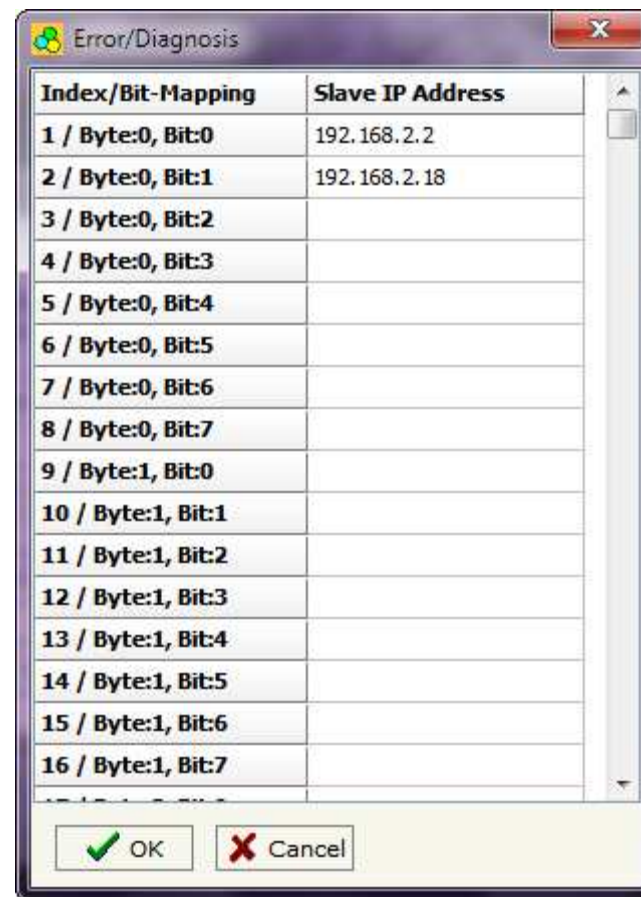 Error/Diagnosis
Index/Bit-Mapping Slave IP Address
1 / Byte:0, Bit:0 192.168.2.2
2 / Byte:0, Bit:1 192.168.2.18
3 / Byte:0, Bit:2
4 / Byte:0, Bit:3
5 / Byte:0, Bit:4
6 / Byte:0, Bit:5
7 / Byte:0, Bit:6
8 / Byte:0, Bit:7
9 / Byte:1, Bit:0
10 / Byte:1, Bit:1
11 / Byte:1, Bit:2
12 / Byte:1, Bit:3
13 / Byte:1, Bit:4
14 / Byte:1, Bit:5
15 / Byte:1, Bit:6
16 / Byte:1, Bit:7
OK Cancel